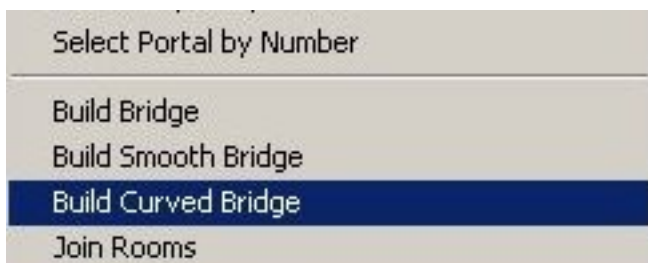 Select Portal by Number
Build Bridge
Build Smooth Bridge
Build Curved Bridge
Join Rooms